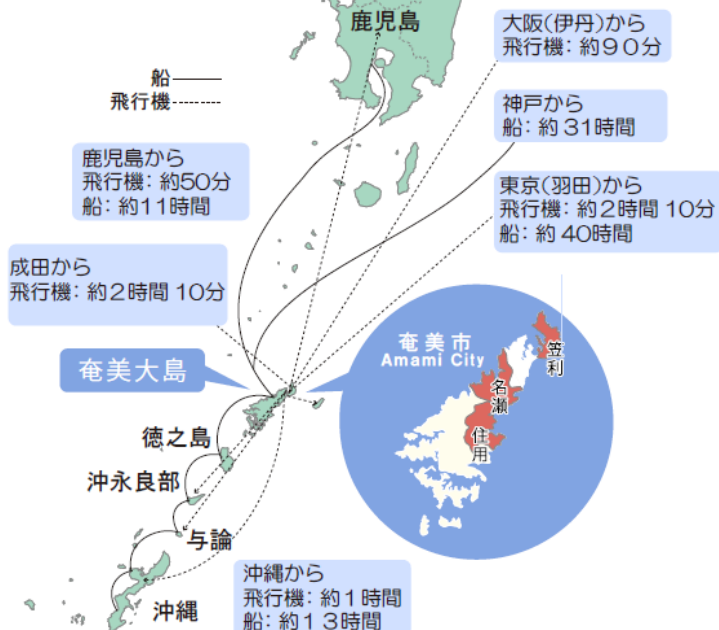 鹿児島
大阪(伊丹)から
飛行機：約90分
船
飛行機
神戸から
船：約31時間
鹿児島から
飛行機：約50分
船：約11時間
東京(羽田)から
飛行機：約2時間10分
船：約40時間
成田から
飛行機：約2時間10分
奄美市
Amami City
笠利
名瀬
住用
奄美大島
徳之島
沖永良部
与論
沖縄
沖縄から
飛行機：約1時間
船：約13時間